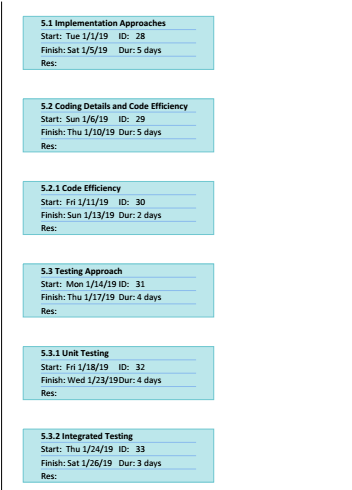 5.1 Implementation Approaches
Start: Tue 1/1/19 ID: 28
Finish: Sat 1/5/19 Dur: 5 days
Res:
5.2 Coding Details and Code Efficiency
Start: Sun 1/6/19 ID: 29
Finish: Thu 1/10/19 Dur: 5 days
Res:
5.2.1 Code Efficiency
Start: Fri 1/11/19 ID: 30
Finish: Sun 1/13/19 Dur: 2 days
Res:
5.3 Testing Approach
Start: Mon 1/14/19 ID: 31
Finish: Thu 1/17/19 Dur: 4 days
Res:
5.3.1 Unit Testing
Start: Fri 1/18/19 ID: 32
Finish: Wed 1/23/19 Dur: 4 days
Res:
5.3.2 Integrated Testing
Start: Thu 1/24/19 ID: 33
Finish: Sat 1/26/19 Dur: 3 days
Res: